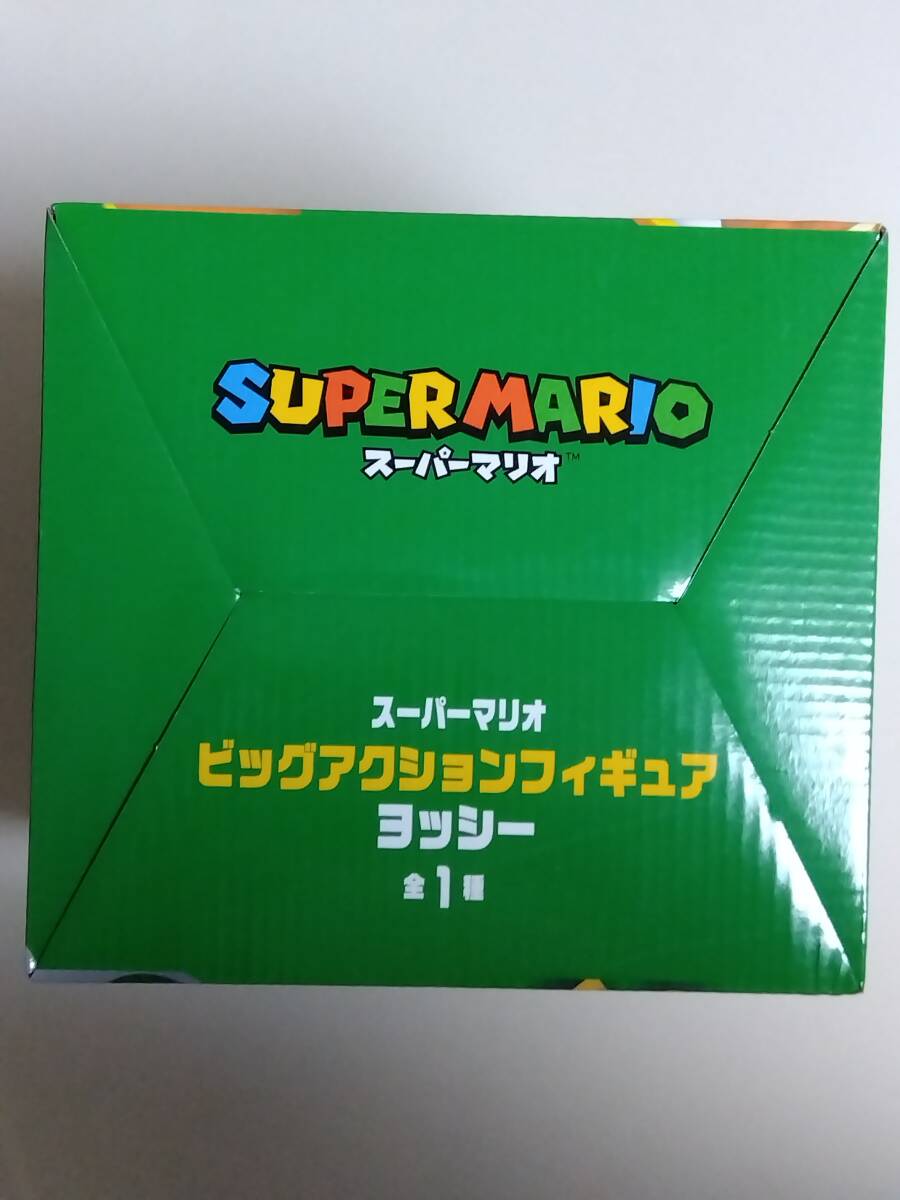 SUPER MARIO
スーパーマリオ™
スーパーマリオ
ビッグアクションフィギュア
ヨッシー
全1種